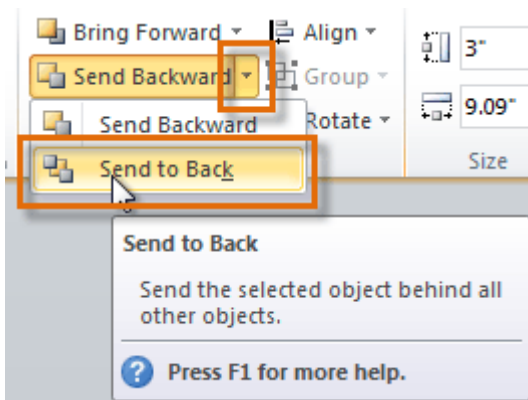 Bring Forward
Align
3"
Send Backward
Group
Send Backward
Rotate
9.09"
Send to Back
Size
Send to Back
Send the selected object behind all
other objects.
Press F1 for more help.